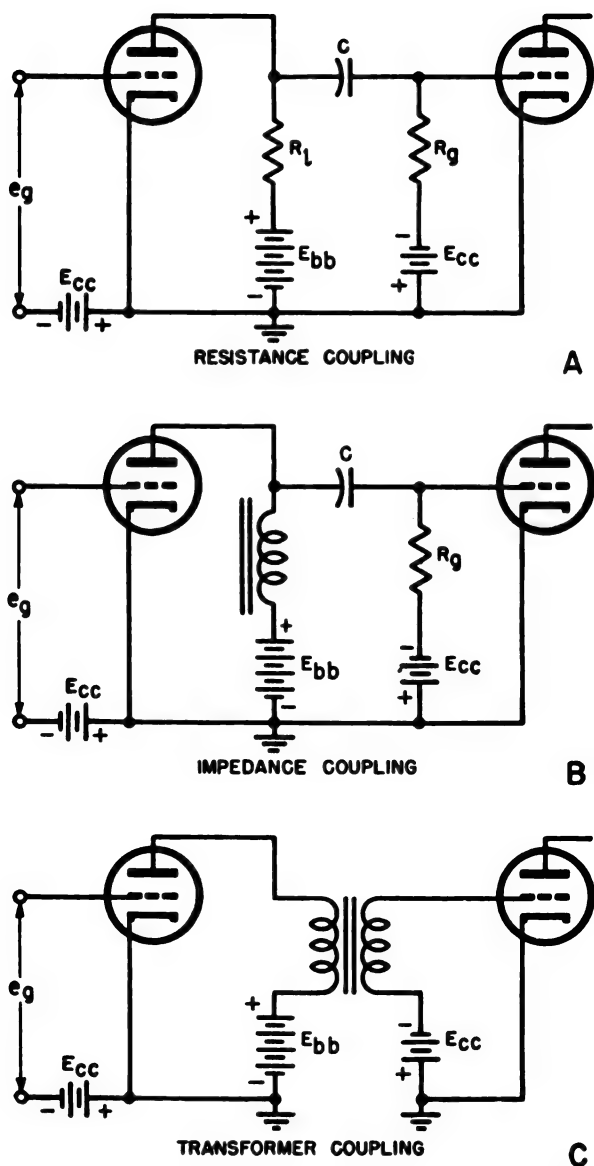 C
R1 Rg
eg
+ -
Ebb Ecc
Ecc - +
- +
RESISTANCE COUPLING A
C
Rg
eg
+ -
Ebb Ecc
Ecc - +
- +
IMPEDANCE COUPLING B
eg
+ -
Ebb Ecc
Ecc - +
- +
TRANSFORMER COUPLING C